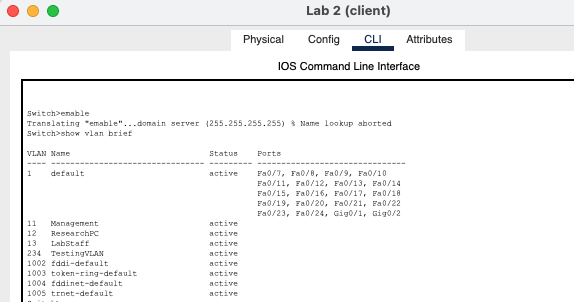 Lab 2 (client)
Physical Config CLI Attributes
IOS Command Line Interface
Switch>emable
Translating "emable"...domain server (255.255.255.255) % Name lookup aborted
Switch>show vlan brief
VLAN Name Status Ports
---- -------------------------------- --------- -------------------------------
1 default active Fa0/7, Fa0/8, Fa0/9, Fa0/10
Fa0/11, Fa0/12, Fa0/13, Fa0/14
Fa0/15, Fa0/16, Fa0/17, Fa0/18
Fa0/19, Fa0/20, Fa0/21, Fa0/22
Fa0/23, Fa0/24, Gig0/1, Gig0/2
11 Management active
12 ResearchPC active
13 LabStaff active
234 TestingVLAN active
1002 fddi-default active
1003 token-ring-default active
1004 fddinet-default active
1005 trnet-default active